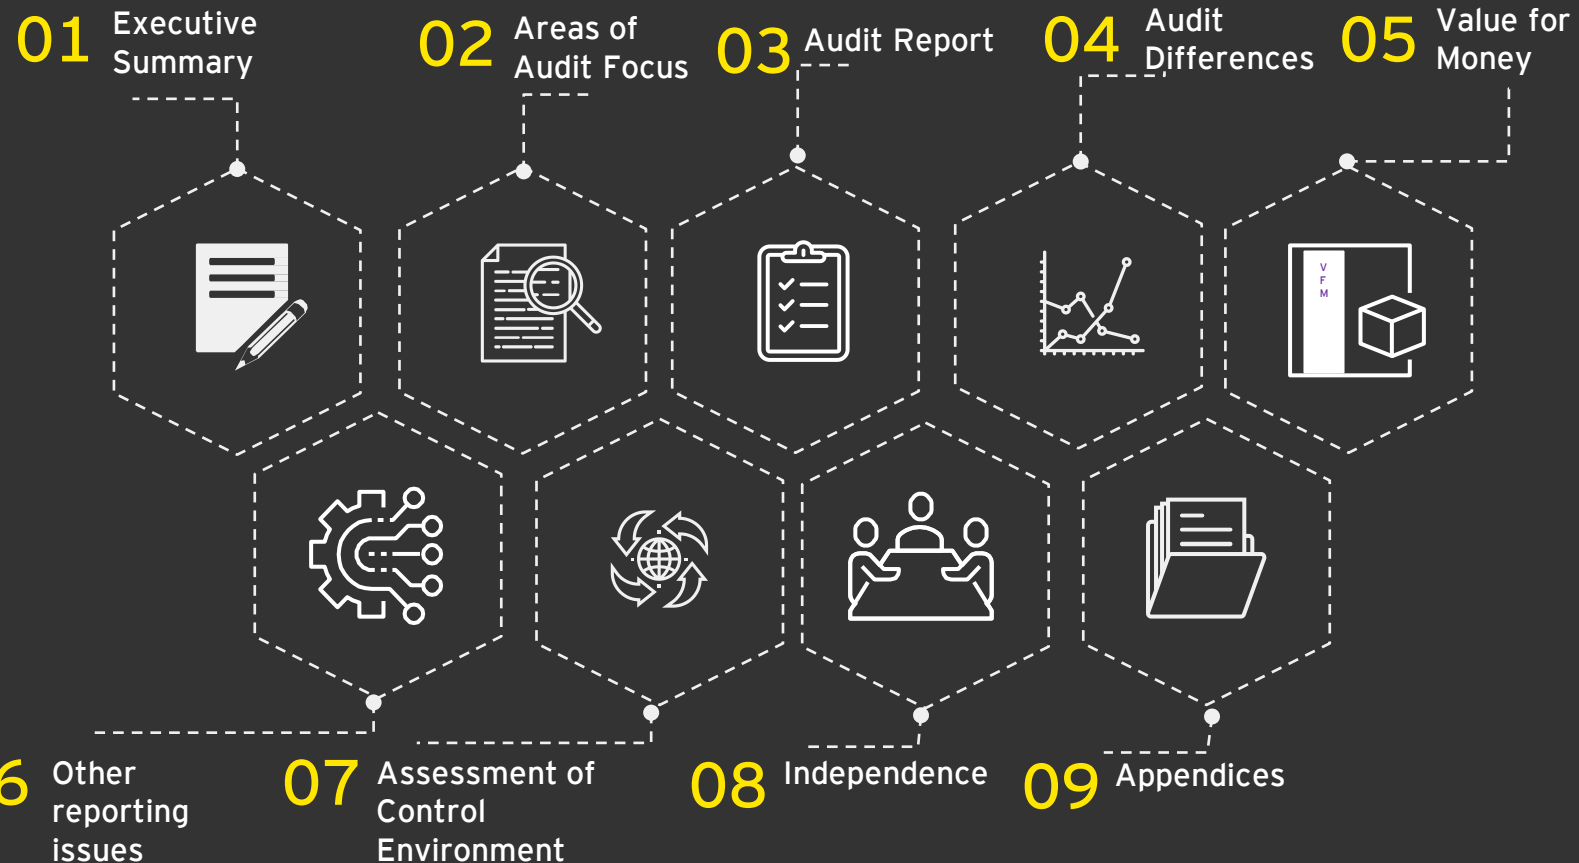 01
Executive
Summary
02
Areas of
Audit Focus
03
Audit Report
04
Audit
Differences
05
Value for
Money
V
F
M
6
Other
reporting
issues
07
Assessment of
Control
Environment
08
Independence
09
Appendices